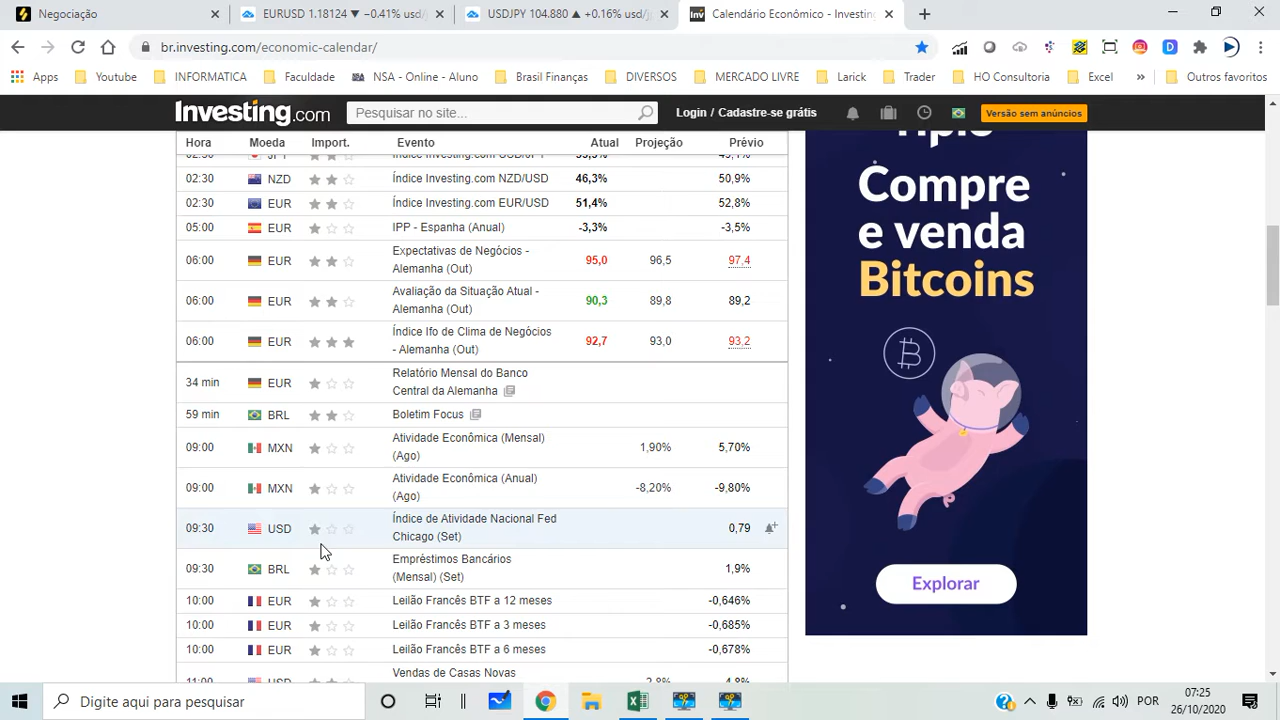 Negociação
EURUSD 1.18124 ▼ −0.41% usd/j
USDJPY 104.880 ▲ +0.16% usd/j
Calendário Econômico - Investing
br.investing.com/economic-calendar/
Apps
Youtube
INFORMATICA
Faculdade
NSA - Online - Aluno
Brasil Finanças
DIVERSOS
MERCADO LIVRE
Larick
Trader
HO Consultoria
Excel
»
Outros favoritos
Investing.com
Pesquisar no site...
Login / Cadastre-se grátis
Versão sem anúncios
Hora Moeda Import. Evento Atual Projeção Prévio
02:30 NZD Índice Investing.com NZD/USD 46,3% 50,9%
02:30 EUR Índice Investing.com EUR/USD 51,4% 52,8%
05:00 EUR IPP - Espanha (Anual) -3,3% -3,5%
06:00 EUR Expectativas de Negócios - 95,0 96,5 97,4
Alemanha (Out)
06:00 EUR Avaliação da Situação Atual - 90,3 89,8 89,2
Alemanha (Out)
06:00 EUR Índice Ifo de Clima de Negócios 92,7 93,0 93,2
- Alemanha (Out)
34 min EUR Relatório Mensal do Banco
Central da Alemanha
59 min BRL Boletim Focus
09:00 MXN Atividade Econômica (Mensal) 1,90% 5,70%
(Ago)
09:00 MXN Atividade Econômica (Anual) -8,20% -9,80%
(Ago)
09:30 USD Índice de Atividade Nacional Fed 0,79
Chicago (Set)
09:30 BRL Empréstimos Bancários 1,9%
(Mensal) (Set)
10:00 EUR Leilão Francês BTF a 12 meses -0,646%
10:00 EUR Leilão Francês BTF a 3 meses -0,685%
10:00 EUR Leilão Francês BTF a 6 meses -0,678%
Vendas de Casas Novas
Compre
e venda
Bitcoins
Explorar
Digite aqui para pesquisar
POR
07:25
26/10/2020